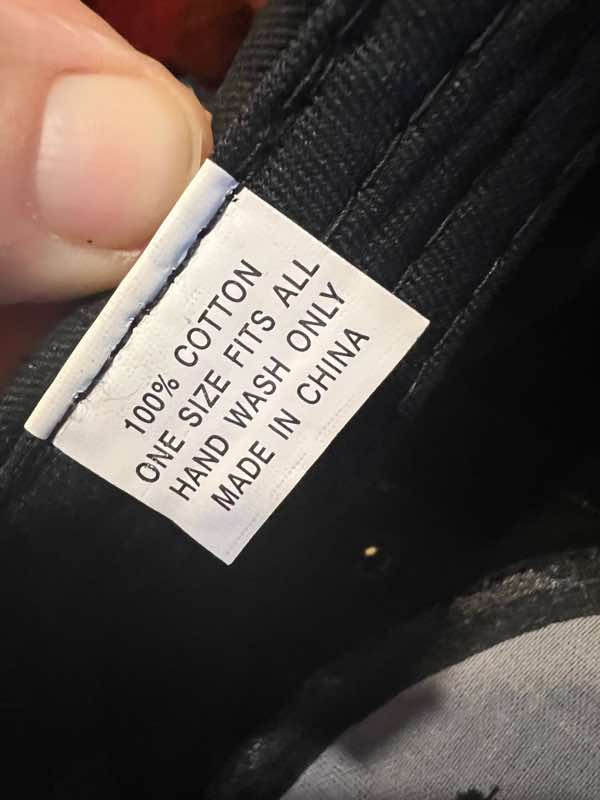 100% COTTON
ONE SIZE FITS ALL
HAND WASH ONLY
MADE IN CHINA